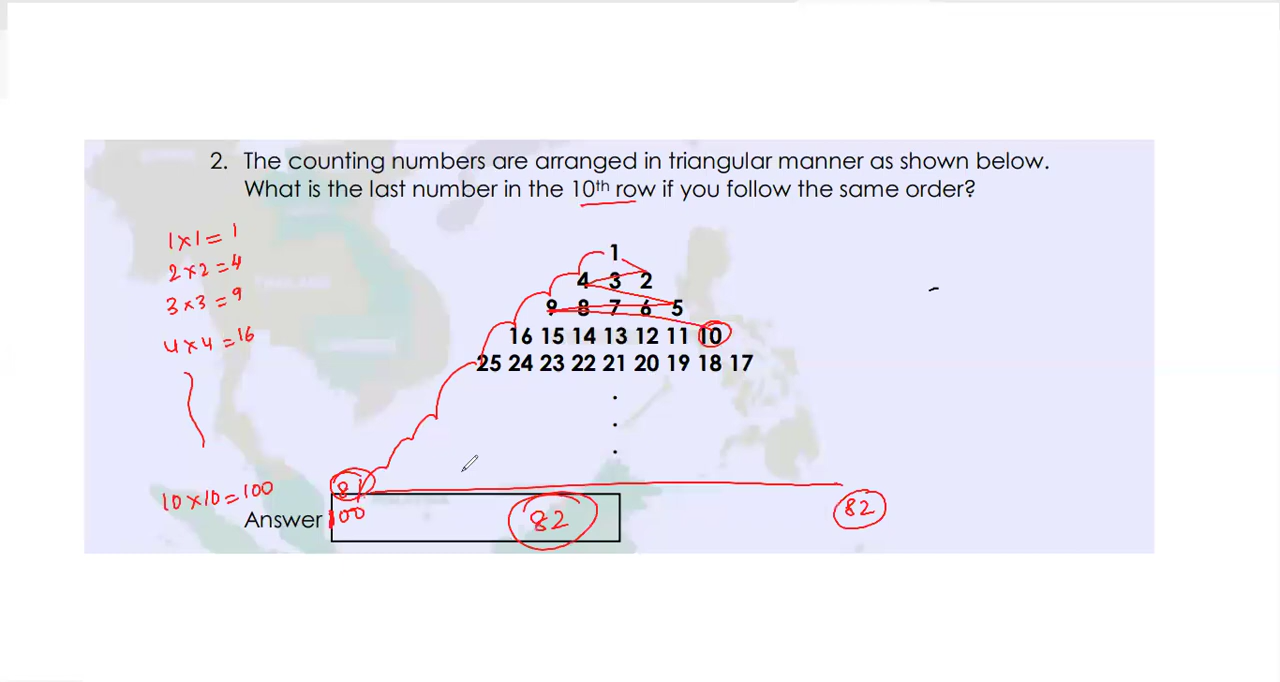 2. The counting numbers are arranged in triangular manner as shown below.
What is the last number in the 10th row if you follow the same order?
1x1=1
2x2=4
3x3=9
4x4=16
10x10=100
1
4 3 2
9 8 7 6 5
16 15 14 13 12 11 10
25 24 23 22 21 20 19 18 17
.
.
.
81
Answer 100
82
82